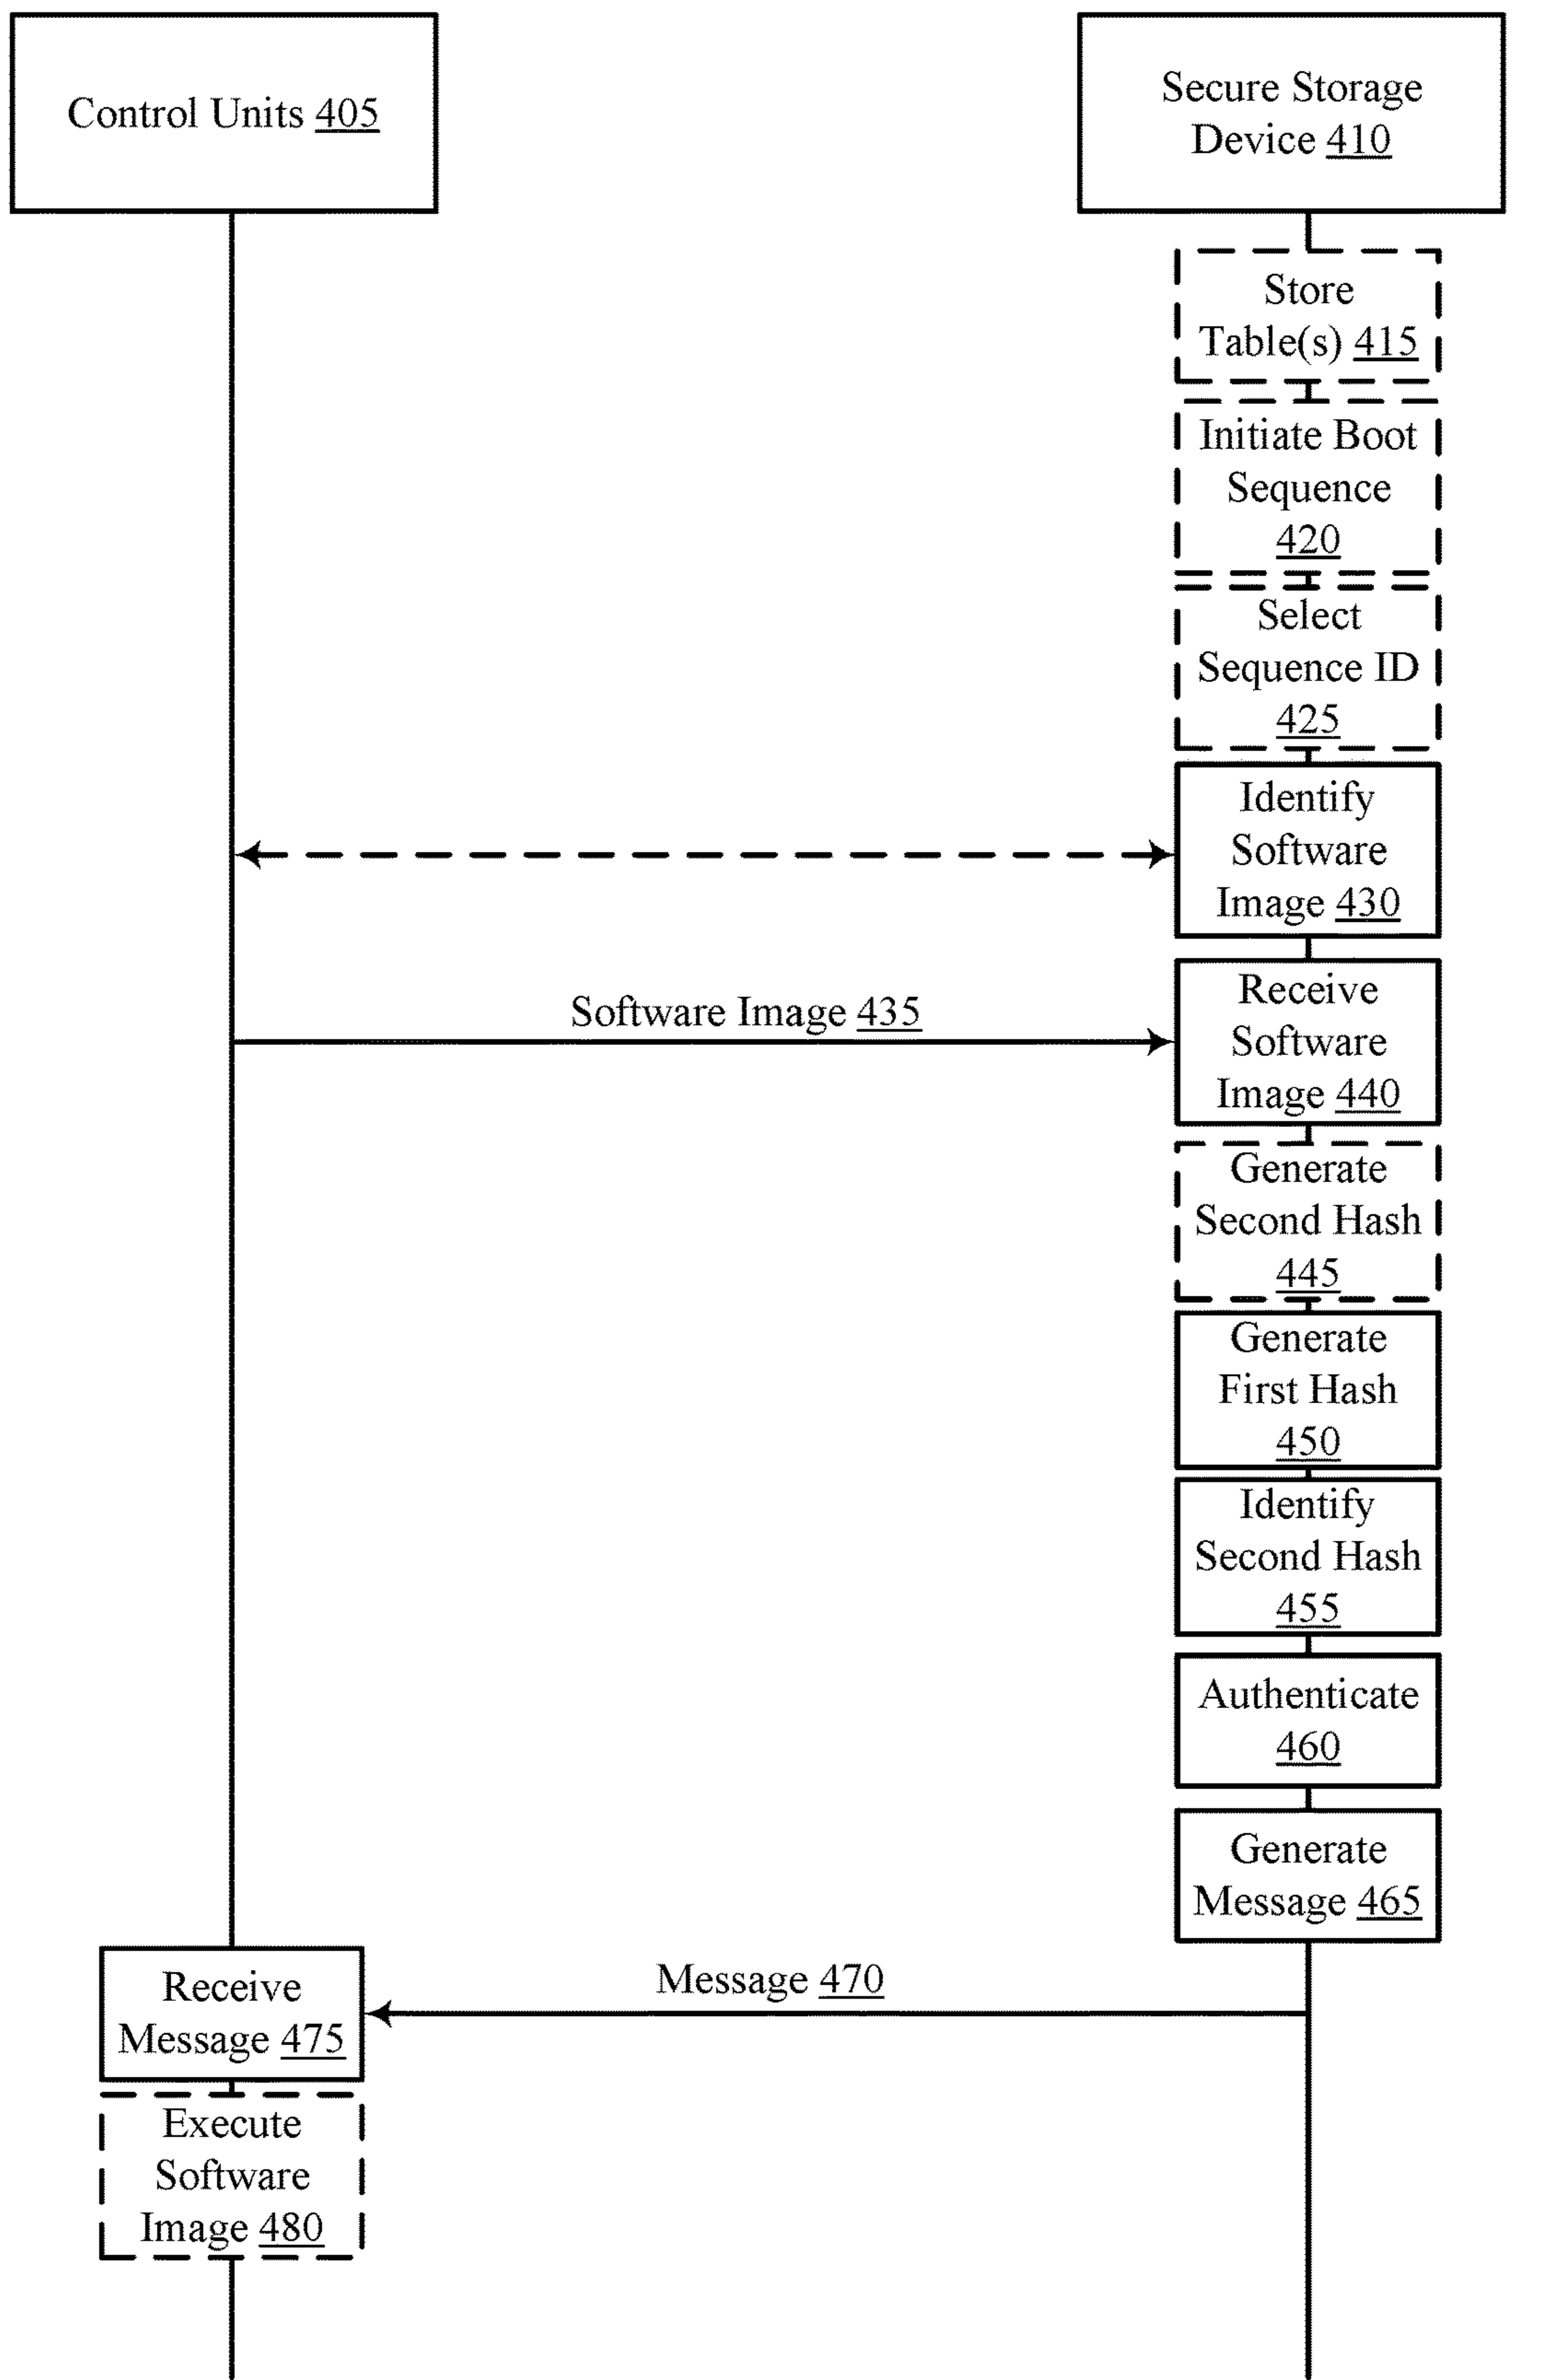 Control Units 405
Secure Storage
Device 410
Store
Table(s) 415
Initiate Boot
Sequence
420
Select
Sequence ID
425
Identify
Software
Image 430
Software Image 435
Receive
Software
Image 440
Generate
Second Hash
445
Generate
First Hash
450
Identify
Second Hash
455
Authenticate
460
Generate
Message 465
Message 470
Receive
Message 475
Execute
Software
Image 480